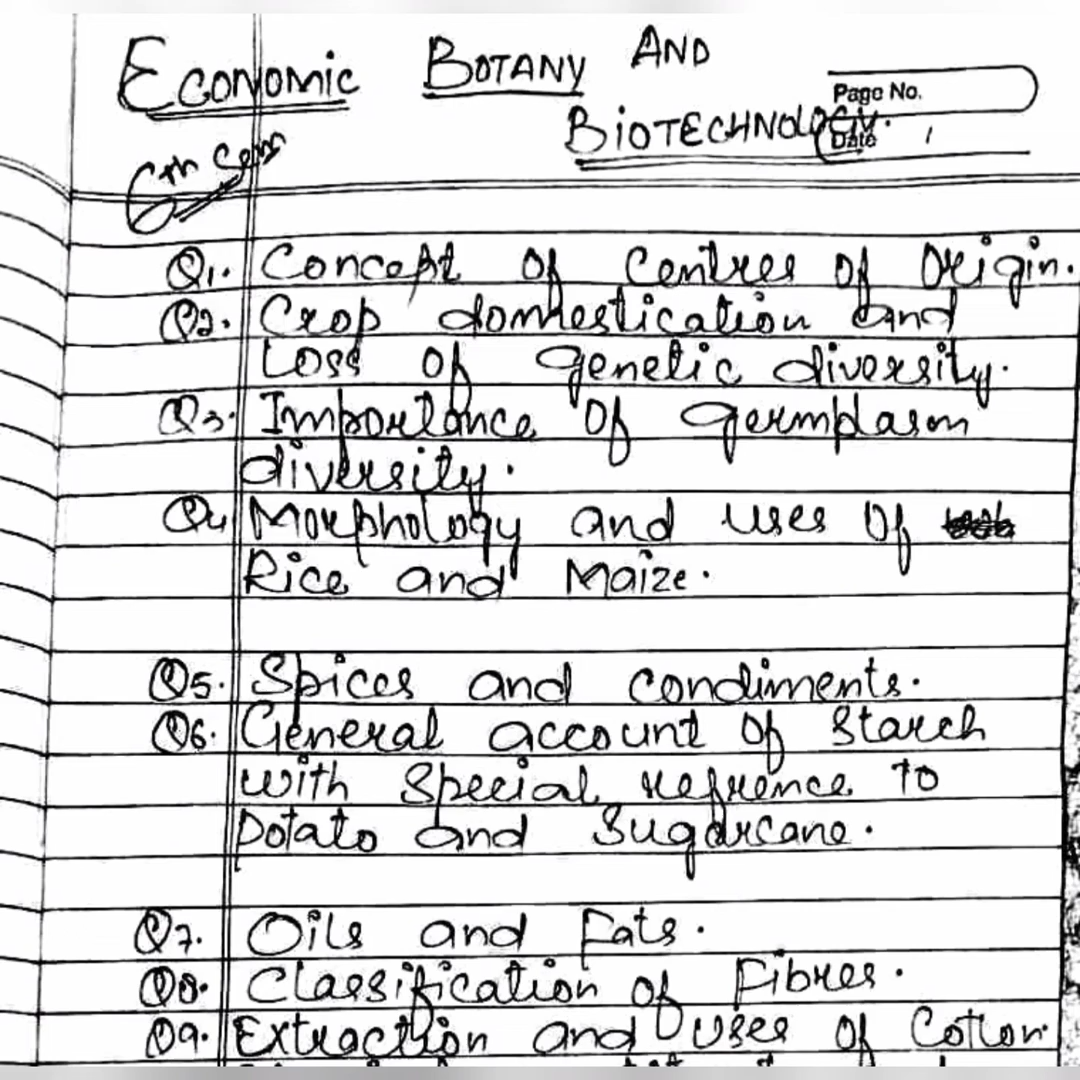 ECONOMIC BOTANY AND
BIOTECHNOLOGY.
Page No.
Date 1
6th Sem
Q1. Concept Of Centres Of Origin.
Q2. Crop domestication and
Loss Of genetic diversity.
Q3. Importance Of germplasm
diversity.
Q4 Morphology and uses Of
Rice and Maize.
Q5. Spices and condiments.
Q6. General account Of Starch
with Special refrence To
potato and Sugarcane.
Q7. Oils and Fats.
Q8. Classification of Fibres.
Q9. Extraction and Uses of Cotton